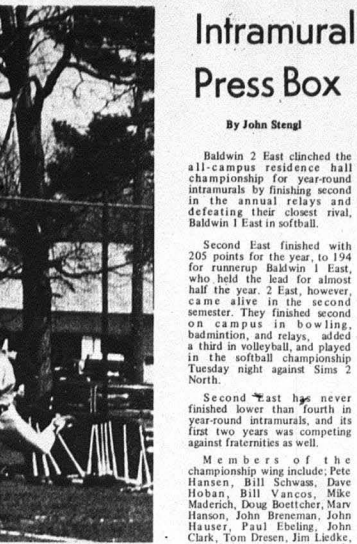 Intramural
Press Box
By John Stengl
Baldwin 2 East clinched the
all-campus residence hall
championship for year-round
intramurals by finishing second
in the annual relays and
defeating their closest rival,
Baldwin 1 East in softball.
Second East finished with
205 points for the year, to 194
for runnerup Baldwin 1 East,
who held the lead for almost
half the year. 2 East, however,
came alive in the second
semester. They finished second
on campus in bowling,
badmintion, and relays, added
a third in volleyball, and played
in the softball championship
Tuesday night against Sims 2
North.
Second East has never
finished lower than fourth in
year-round intramurals, and its
first two years was competing
against fraternities as well.
Members of the
championship wing include; Pete
Hansen, Bill Schwass, Dave
Hoban, Bill Vancos, Mike
Maderich, Doug Boettcher, Marv
Hanson, John Breneman, John
Hauser, Paul Ebeling, John
Clark, Tom Dresen, Jim Liedke,